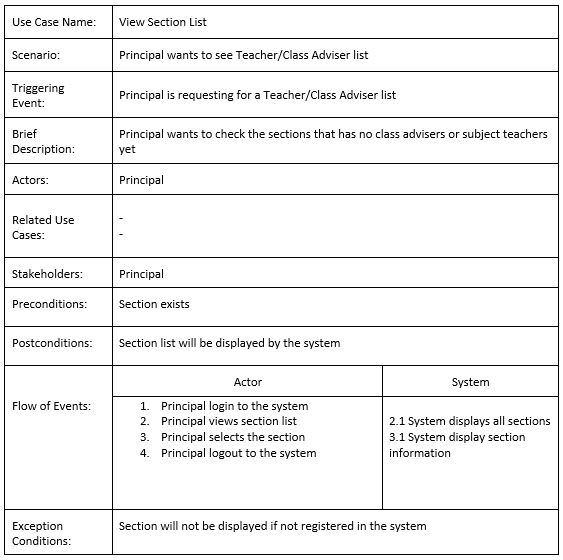 Use Case Name: View Section List
Scenario: Principal wants to see Teacher/Class Adviser list
Triggering
Event: Principal is requesting for a Teacher/Class Adviser list
Brief
Description: Principal wants to check the sections that has no class advisers or subject teachers
yet
Actors: Principal
Related Use
Cases:
-
-
Stakeholders: Principal
Preconditions: Section exists
Postconditions: Section list will be displayed by the system
Flow of Events:
Actor
1. Principal login to the system
2. Principal views section list
3. Principal selects the section
4. Principal logout to the system
System
2.1 System displays all sections
3.1 System display section
information
Exception
Conditions:
Section will not be displayed if not registered in the system